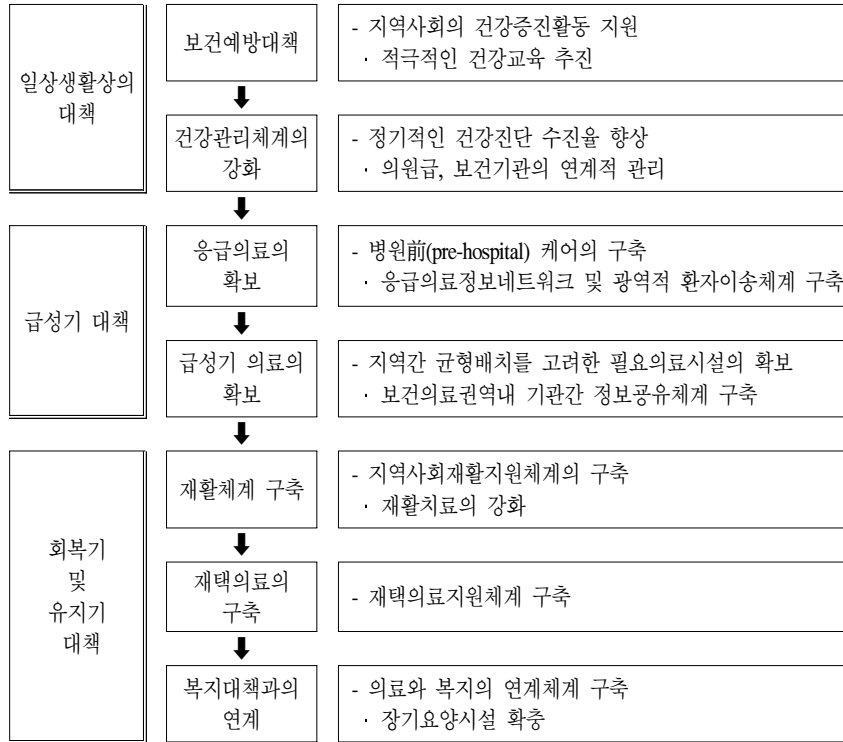 일상생활상의
대책
보건예방대책
- 지역사회의 건강증진활동 지원
· 적극적인 건강교육 추진
건강관리체계의
강화
- 정기적인 건강진단 수진율 향상
· 의원급, 보건기관의 연계적 관리
급성기 대책
응급의료의
확보
- 병원前(pre-hospital) 케어의 구축
· 응급의료정보네트워크 및 광역적 환자이송체계 구축
급성기 의료의
확보
- 지역간 균형배치를 고려한 필요의료시설의 확보
· 보건의료권역내 기관간 정보공유체계 구축
회복기
및
유지기
대책
재활체계 구축
- 지역사회재활지원체계의 구축
· 재활치료의 강화
재택의료의
구축
- 재택의료지원체계 구축
복지대책과의
연계
- 의료와 복지의 연계체계 구축
· 장기요양시설 확충